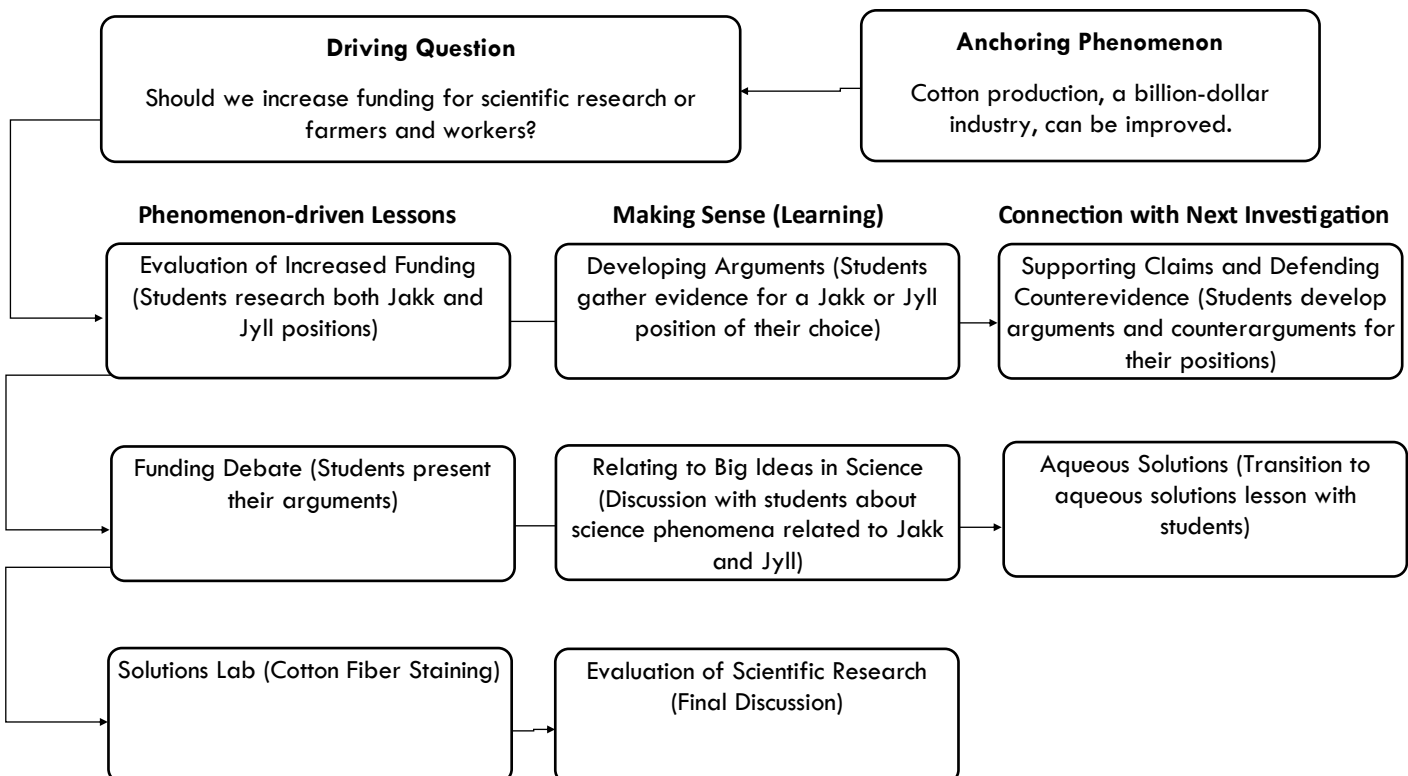 Driving Question
Should we increase funding for scientific research or
farmers and workers?
Anchoring Phenomenon
Cotton production, a billion-dollar
industry, can be improved.
Phenomenon-driven Lessons
Making Sense (Learning)
Connection with Next Investigation
Evaluation of Increased Funding
(Students research both Jakk and
Jyll positions)
Developing Arguments (Students
gather evidence for a Jakk or Jyll
position of their choice)
Supporting Claims and Defending
Counterevidence (Students develop
arguments and counterarguments for
their positions)
Funding Debate (Students present
their arguments)
Relating to Big Ideas in Science
(Discussion with students about
science phenomena related to Jakk
and Jyll)
Aqueous Solutions (Transition to
aqueous solutions lesson with
students)
Solutions Lab (Cotton Fiber Staining)
Evaluation of Scientific Research
(Final Discussion)